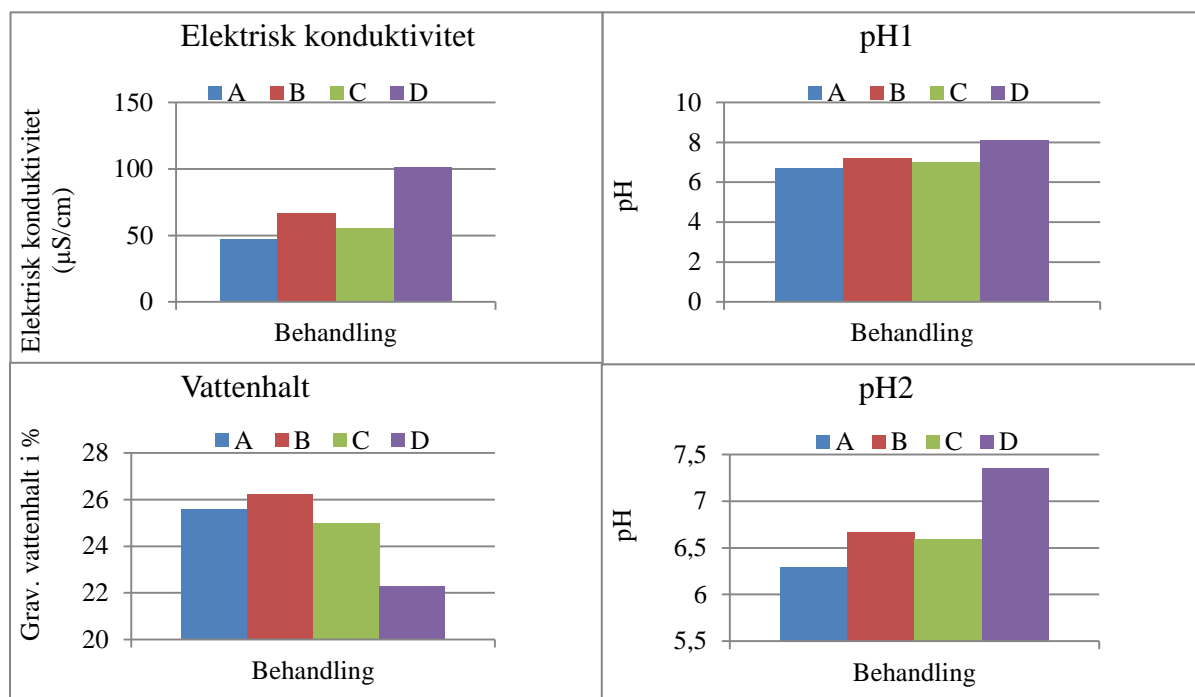 Elektrisk konduktivitet
A B C D
Elektrisk konduktivitet
(µS/cm)
150
100
50
0
Behandling
pH1
A B C D
pH
10
8
6
4
2
0
Behandling
Vattenhalt
A B C D
Grav. vattenhalt i %
28
26
24
22
20
Behandling
pH2
A B C D
pH
7,5
7
6,5
6
5,5
Behandling